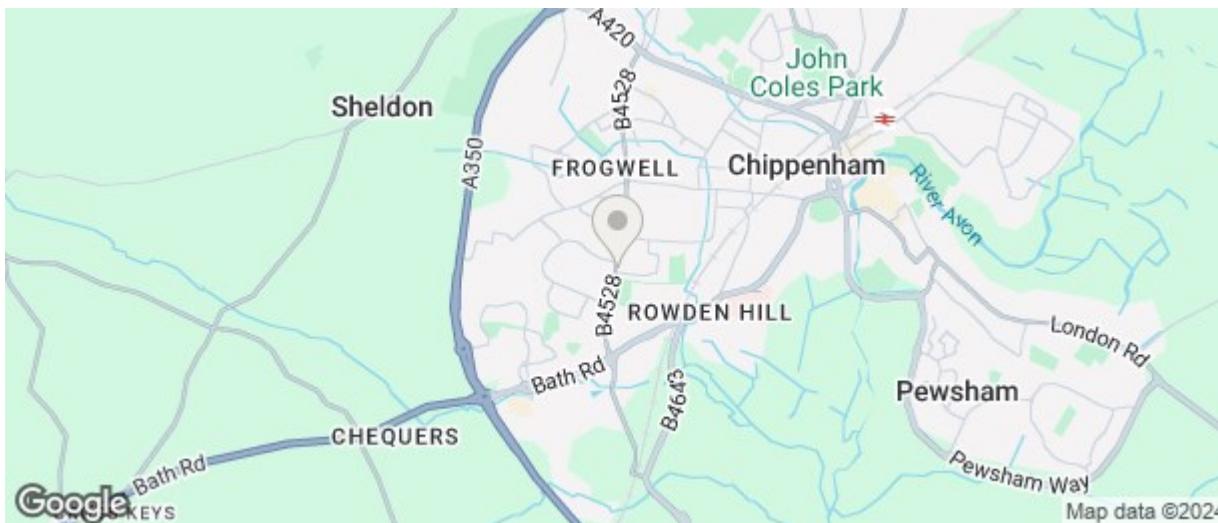 A420
John
Coles Park
B4528
Sheldon
A350
FROGWELL
Chippenham
River Avon
B4528
ROWDEN HILL
London Rd
Bath Rd
Pewsham
B4643
CHEQUERS
Bath Rd
Pewsham Way
Google
KEYS
Map data ©2024